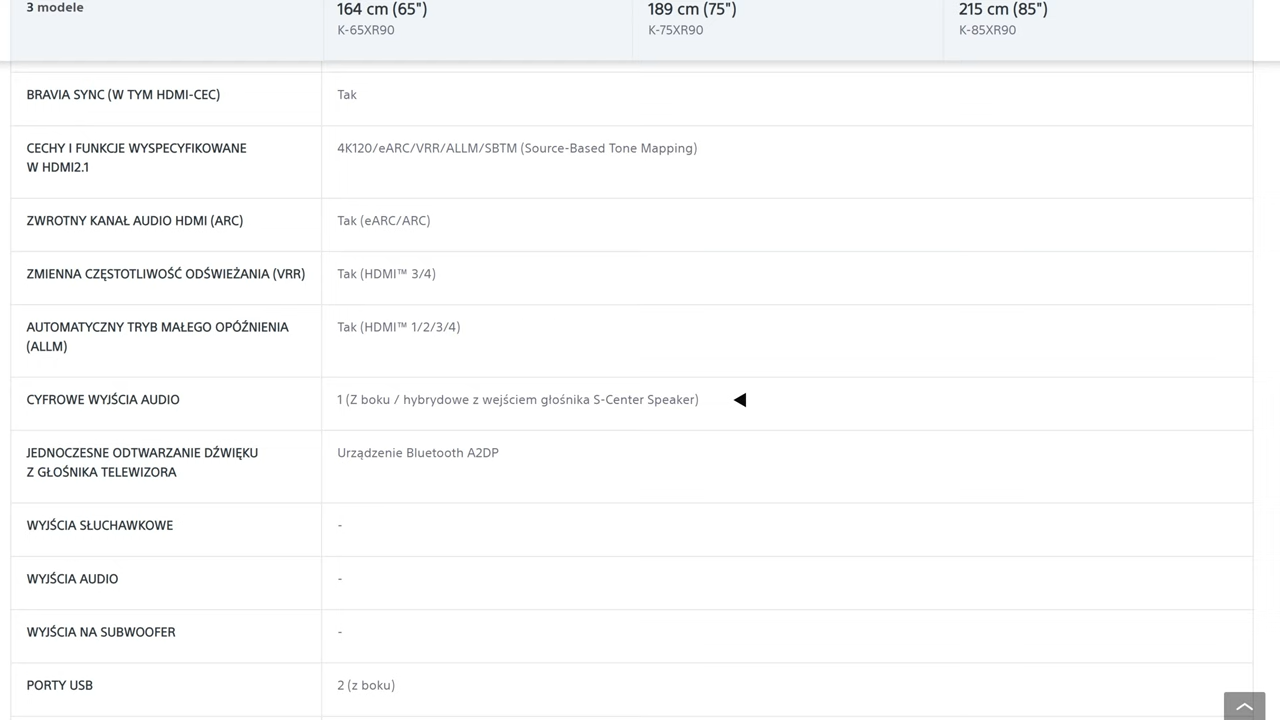 3 modele
164 cm (65")
189 cm (75")
215 cm (85")
K-65XR90
K-75XR90
K-85XR90
BRAVIA SYNC (W TYM HDMI-CEC)
Tak
CECHY I FUNKCJE WYSPECYFIKOWANE
W HDMI2.1
4K120/eARC/VRR/ALLM/SBTM (Source-Based Tone Mapping)
ZWROTNY KANAŁ AUDIO HDMI (ARC)
Tak (eARC/ARC)
ZMIENNA CZĘSTOTLIWOŚĆ ODŚWIEŻANIA (VRR)
Tak (HDMI™ 3/4)
AUTOMATYCZNY TRYB MAŁEGO OPÓŹNIENIA
(ALLM)
Tak (HDMI™ 1/2/3/4)
CYFROWE WYJŚCIA AUDIO
1 (Z boku / hybrydowe z wejściem głośnika S-Center Speaker)
JEDNOCZESNE ODTWARZANIE DŹWIĘKU
Z GŁOŚNIKA TELEWIZORA
Urządzenie Bluetooth A2DP
WYJŚCIA SŁUCHAWKOWE
-
WYJŚCIA AUDIO
-
WYJŚCIA NA SUBWOOFER
-
PORTY USB
2 (z boku)